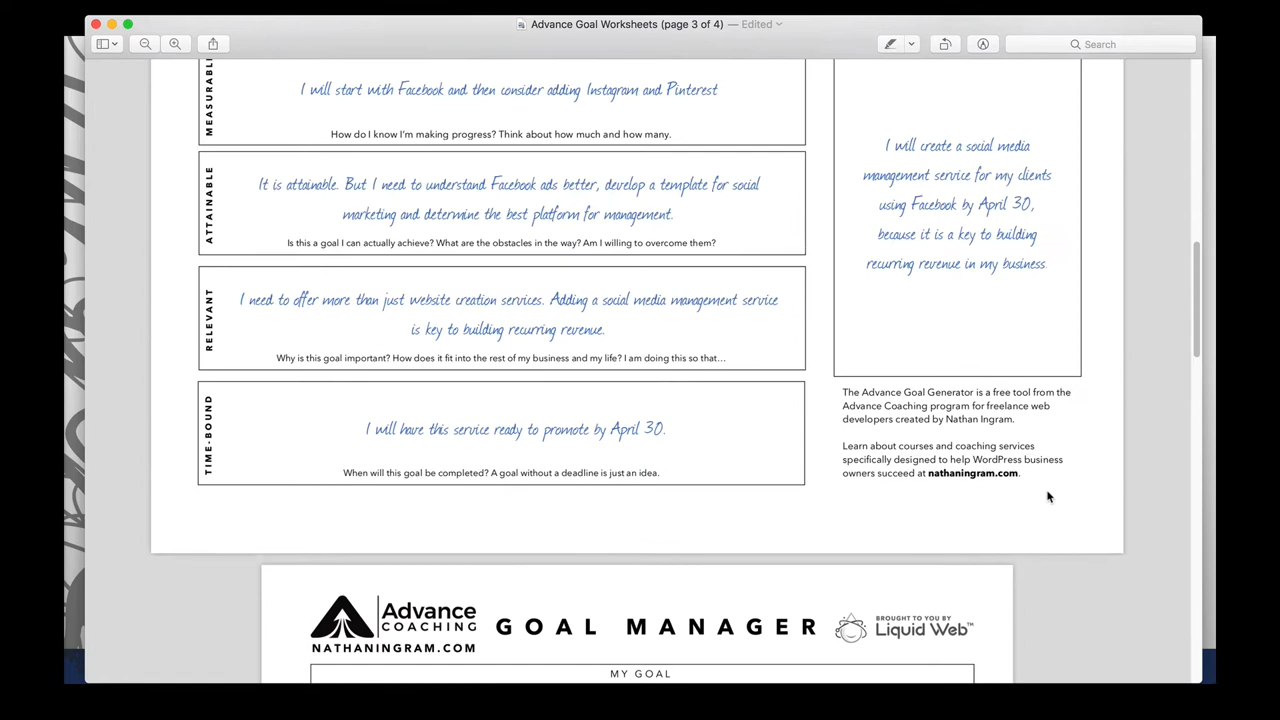 Advance Goal Worksheets (page 3 of 4) — Edited
Search
MEASURABLE
I will start with Facebook and then consider adding Instagram and Pinterest
How do I know I'm making progress? Think about how much and how many.
ATTAINABLE
It is attainable. But I need to understand Facebook ads better, develop a template for social
marketing and determine the best platform for management.
Is this a goal I can actually achieve? What are the obstacles in the way? Am I willing to overcome them?
RELEVANT
I need to offer more than just website creation services. Adding a social media management service
is key to building recurring revenue.
Why is this goal important? How does it fit into the rest of my business and my life? I am doing this so that...
TIME-BOUND
I will have this service ready to promote by April 30.
When will this goal be completed? A goal without a deadline is just an idea.
I will create a social media
management service for my clients
using Facebook by April 30,
because it is a key to building
recurring revenue in my business.
The Advance Goal Generator is a free tool from the
Advance Coaching program for freelance web
developers created by Nathan Ingram.
Learn about courses and coaching services
specifically designed to help WordPress business
owners succeed at nathaningram.com.
Advance
COACHING
NATHANINGRAM.COM
GOAL MANAGER
BROUGHT TO YOU BY
Liquid Web™
MY GOAL